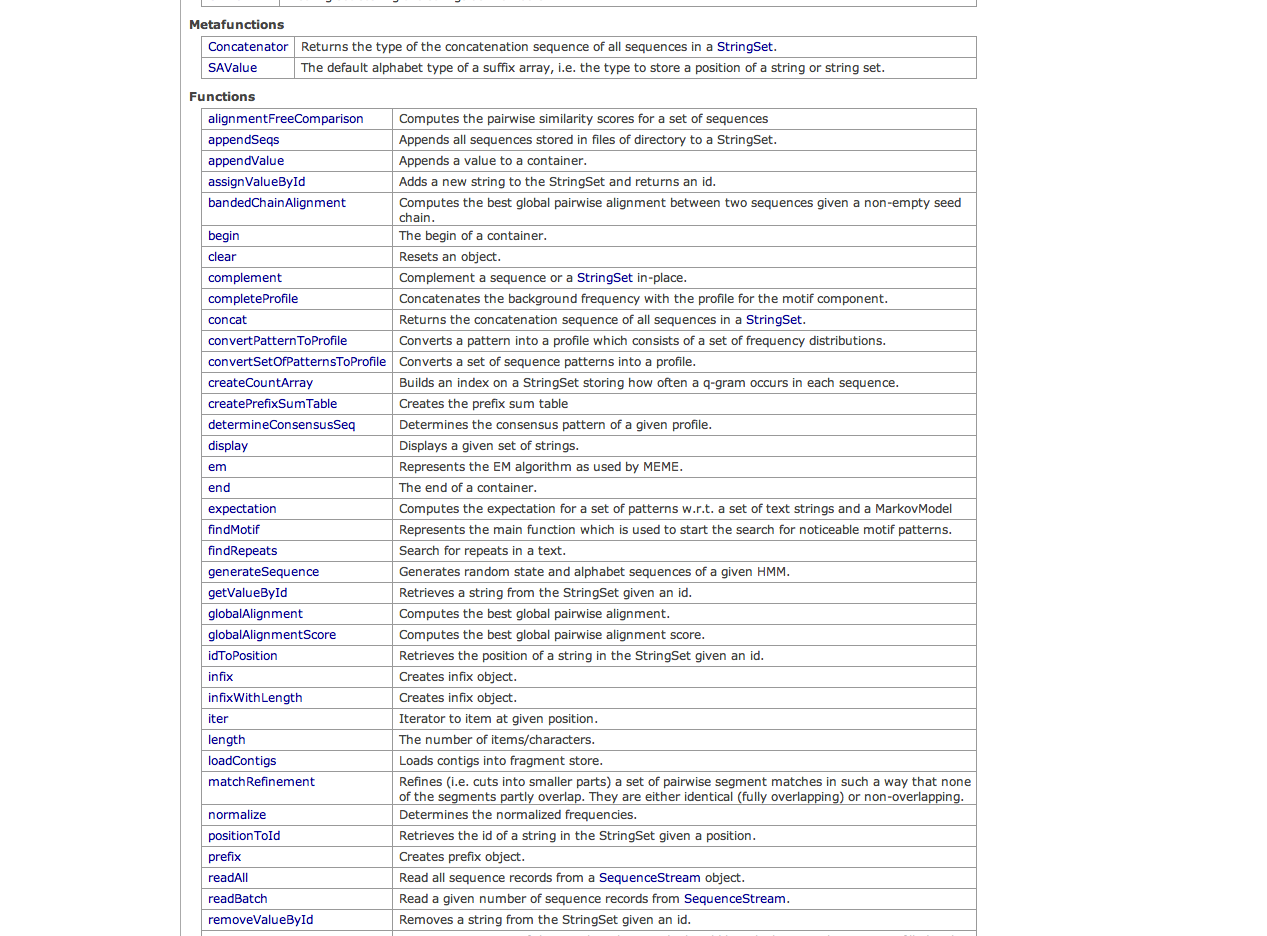 Metafunctions
Concatenator Returns the type of the concatenation sequence of all sequences in a StringSet.
SAValue The default alphabet type of a suffix array, i.e. the type to store a position of a string or string set.
Functions
alignmentFreeComparison Computes the pairwise similarity scores for a set of sequences
appendSeqs Appends all sequences stored in files of directory to a StringSet.
appendValue Appends a value to a container.
assignValueById Adds a new string to the StringSet and returns an id.
bandedChainAlignment Computes the best global pairwise alignment between two sequences given a non-empty seed
chain.
begin The begin of a container.
clear Resets an object.
complement Complement a sequence or a StringSet in-place.
completeProfile Concatenates the background frequency with the profile for the motif component.
concat Returns the concatenation sequence of all sequences in a StringSet.
convertPatternToProfile Converts a pattern into a profile which consists of a set of frequency distributions.
convertSetOfPatternsToProfile Converts a set of sequence patterns into a profile.
createCountArray Builds an index on a StringSet storing how often a q-gram occurs in each sequence.
createPrefixSumTable Creates the prefix sum table
determineConsensusSeq Determines the consensus pattern of a given profile.
display Displays a given set of strings.
em Represents the EM algorithm as used by MEME.
end The end of a container.
expectation Computes the expectation for a set of patterns w.r.t. a set of text strings and a MarkovModel
findMotif Represents the main function which is used to start the search for noticeable motif patterns.
findRepeats Search for repeats in a text.
generateSequence Generates random state and alphabet sequences of a given HMM.
getValueById Retrieves a string from the StringSet given an id.
globalAlignment Computes the best global pairwise alignment.
globalAlignmentScore Computes the best global pairwise alignment score.
idToPosition Retrieves the position of a string in the StringSet given an id.
infix Creates infix object.
infixWithLength Creates infix object.
iter Iterator to item at given position.
length The number of items/characters.
loadContigs Loads contigs into fragment store.
matchRefinement Refines (i.e. cuts into smaller parts) a set of pairwise segment matches in such a way that none
of the segments partly overlap. They are either identical (fully overlapping) or non-overlapping.
normalize Determines the normalized frequencies.
positionToId Retrieves the id of a string in the StringSet given a position.
prefix Creates prefix object.
readAll Read all sequence records from a SequenceStream object.
readBatch Read a given number of sequence records from SequenceStream.
removeValueById Removes a string from the StringSet given an id.